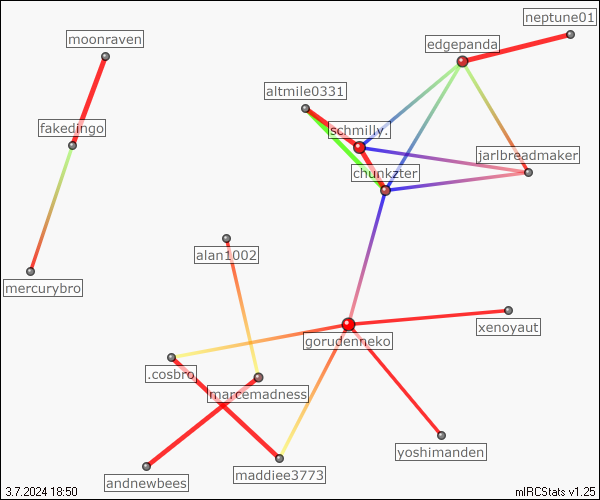 neptune01
moonraven
edgepanda
altmile0331
fakedingo
schmilly.
jarlbreadmaker
chunkzter
alan1002
mercurybro
xenoyaut
gorudenneko
.cosbro
marcemadness
yoshimanden
maddiee3773
andnewbees
3.7.2024 18:50
mIRCStats v1.25